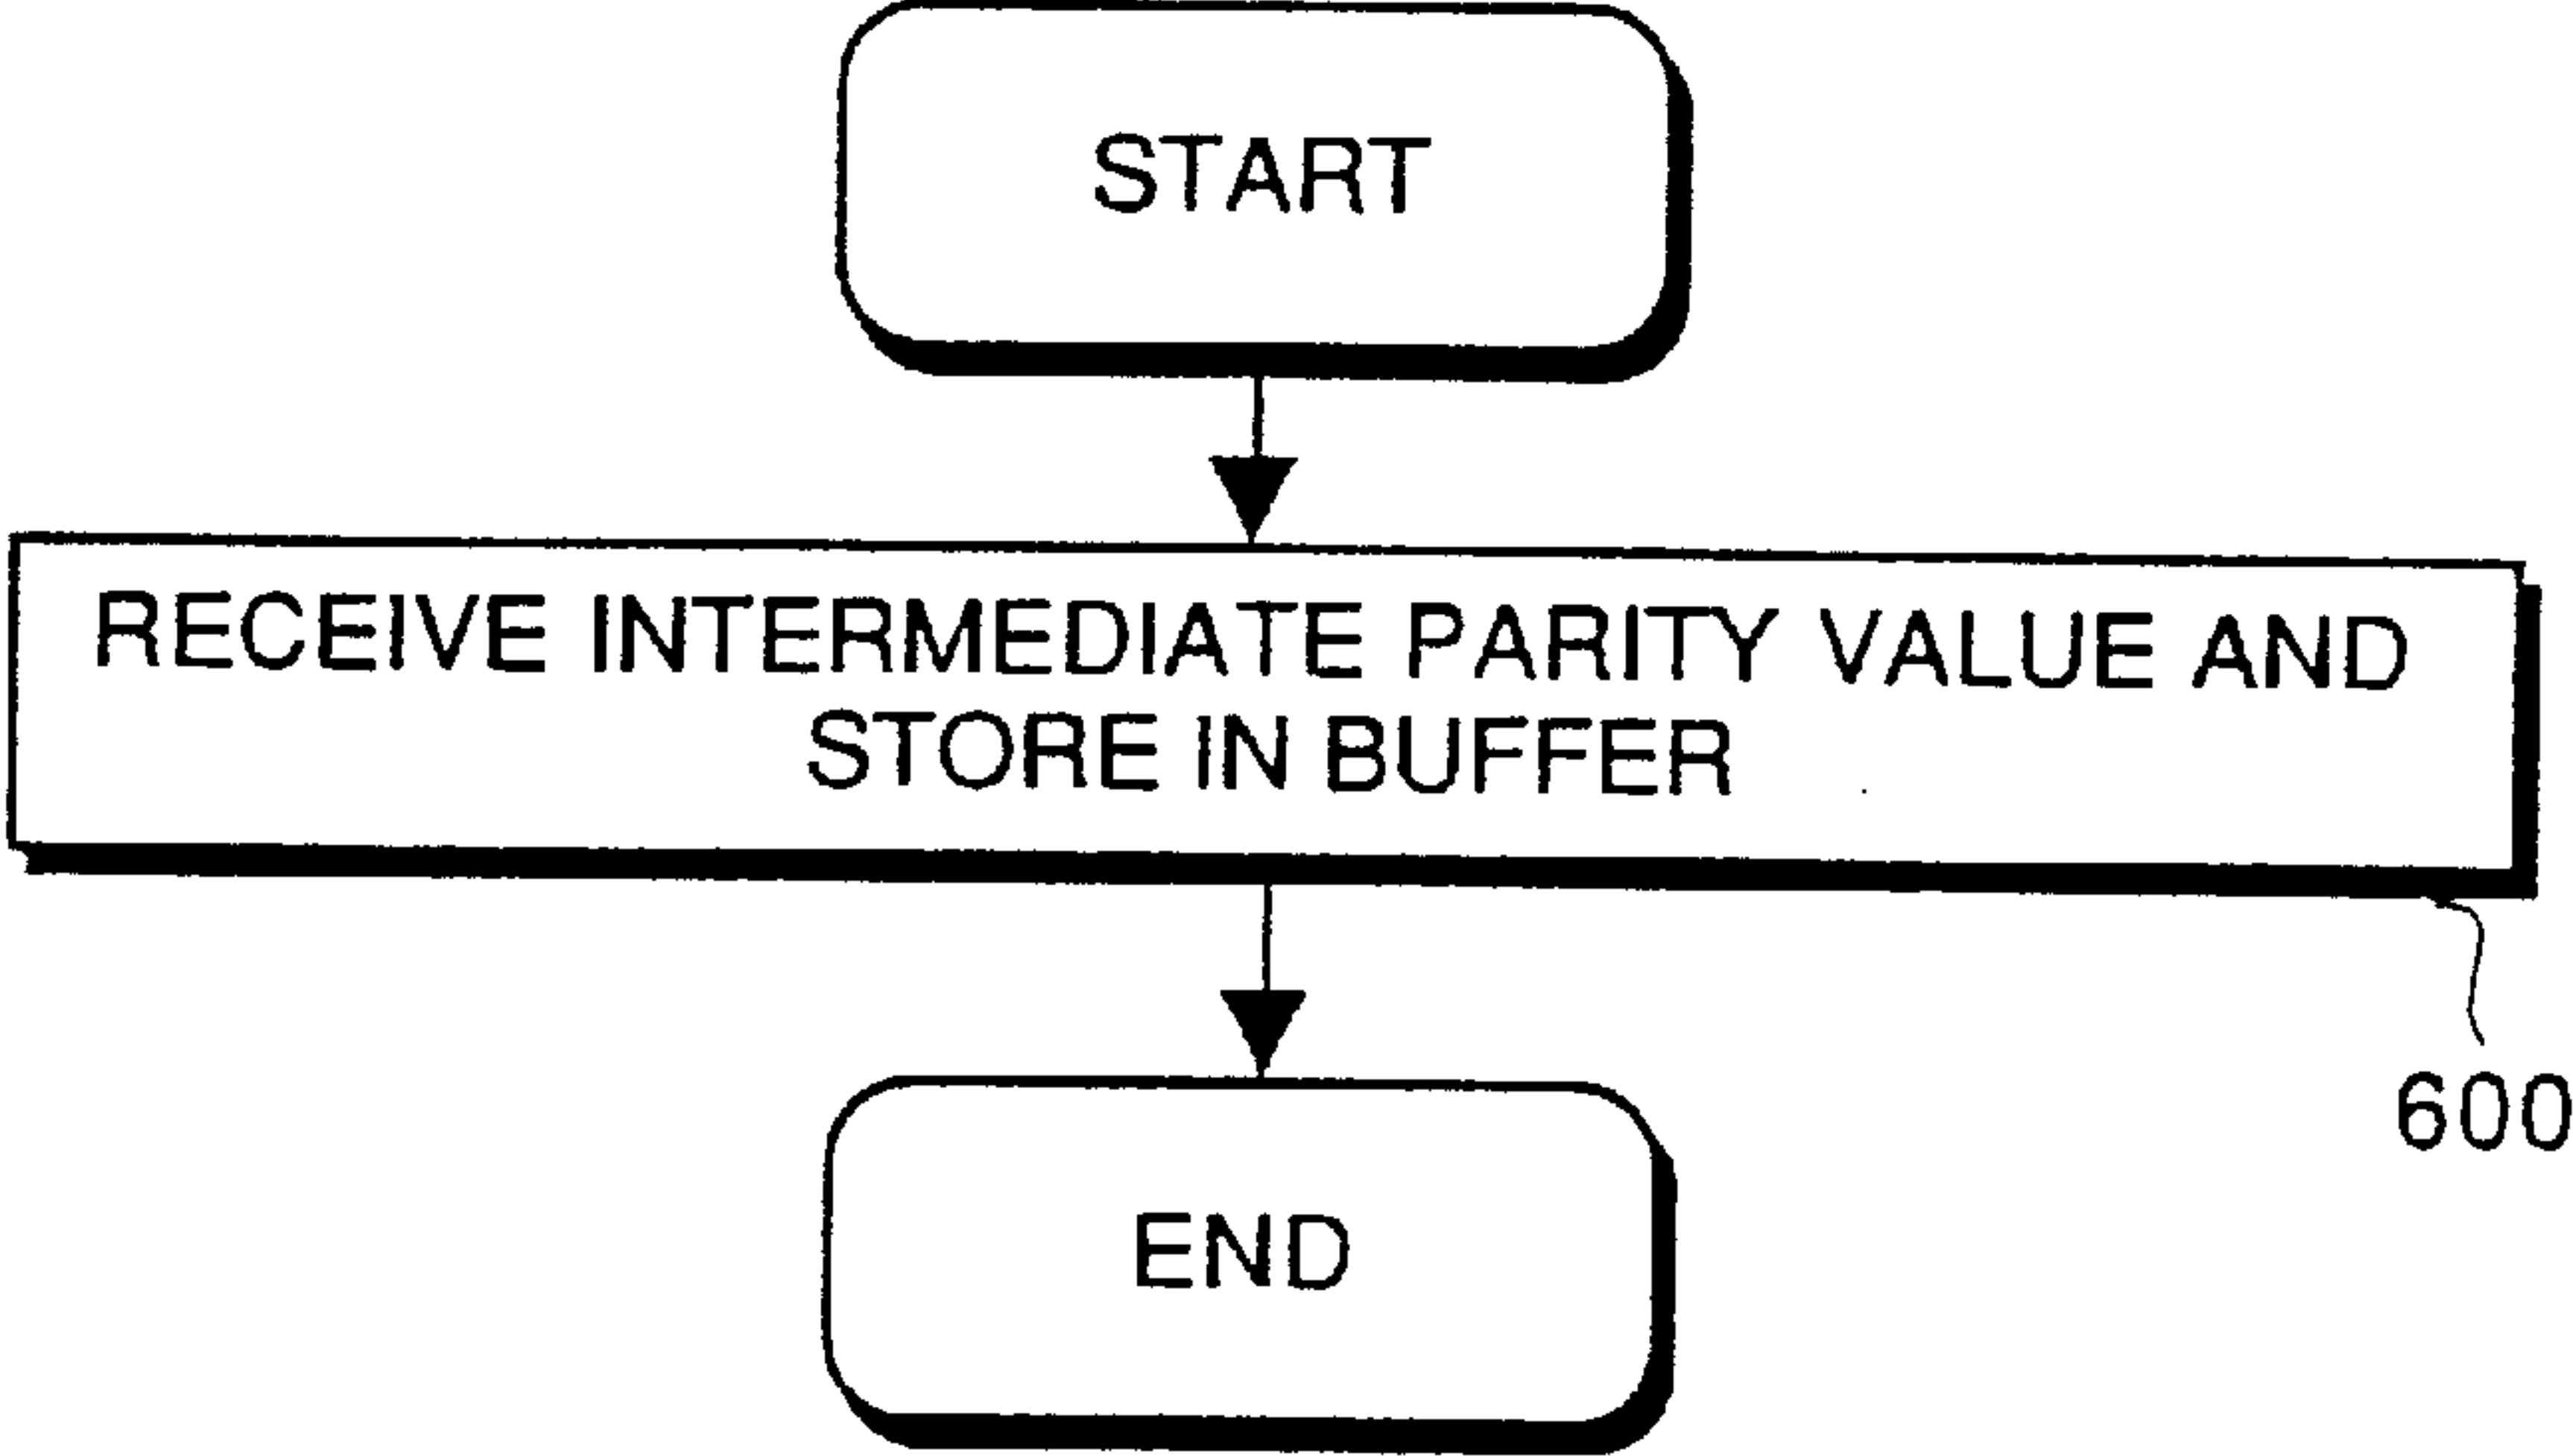 START
RECEIVE INTERMEDIATE PARITY VALUE AND
STORE IN BUFFER
600
END